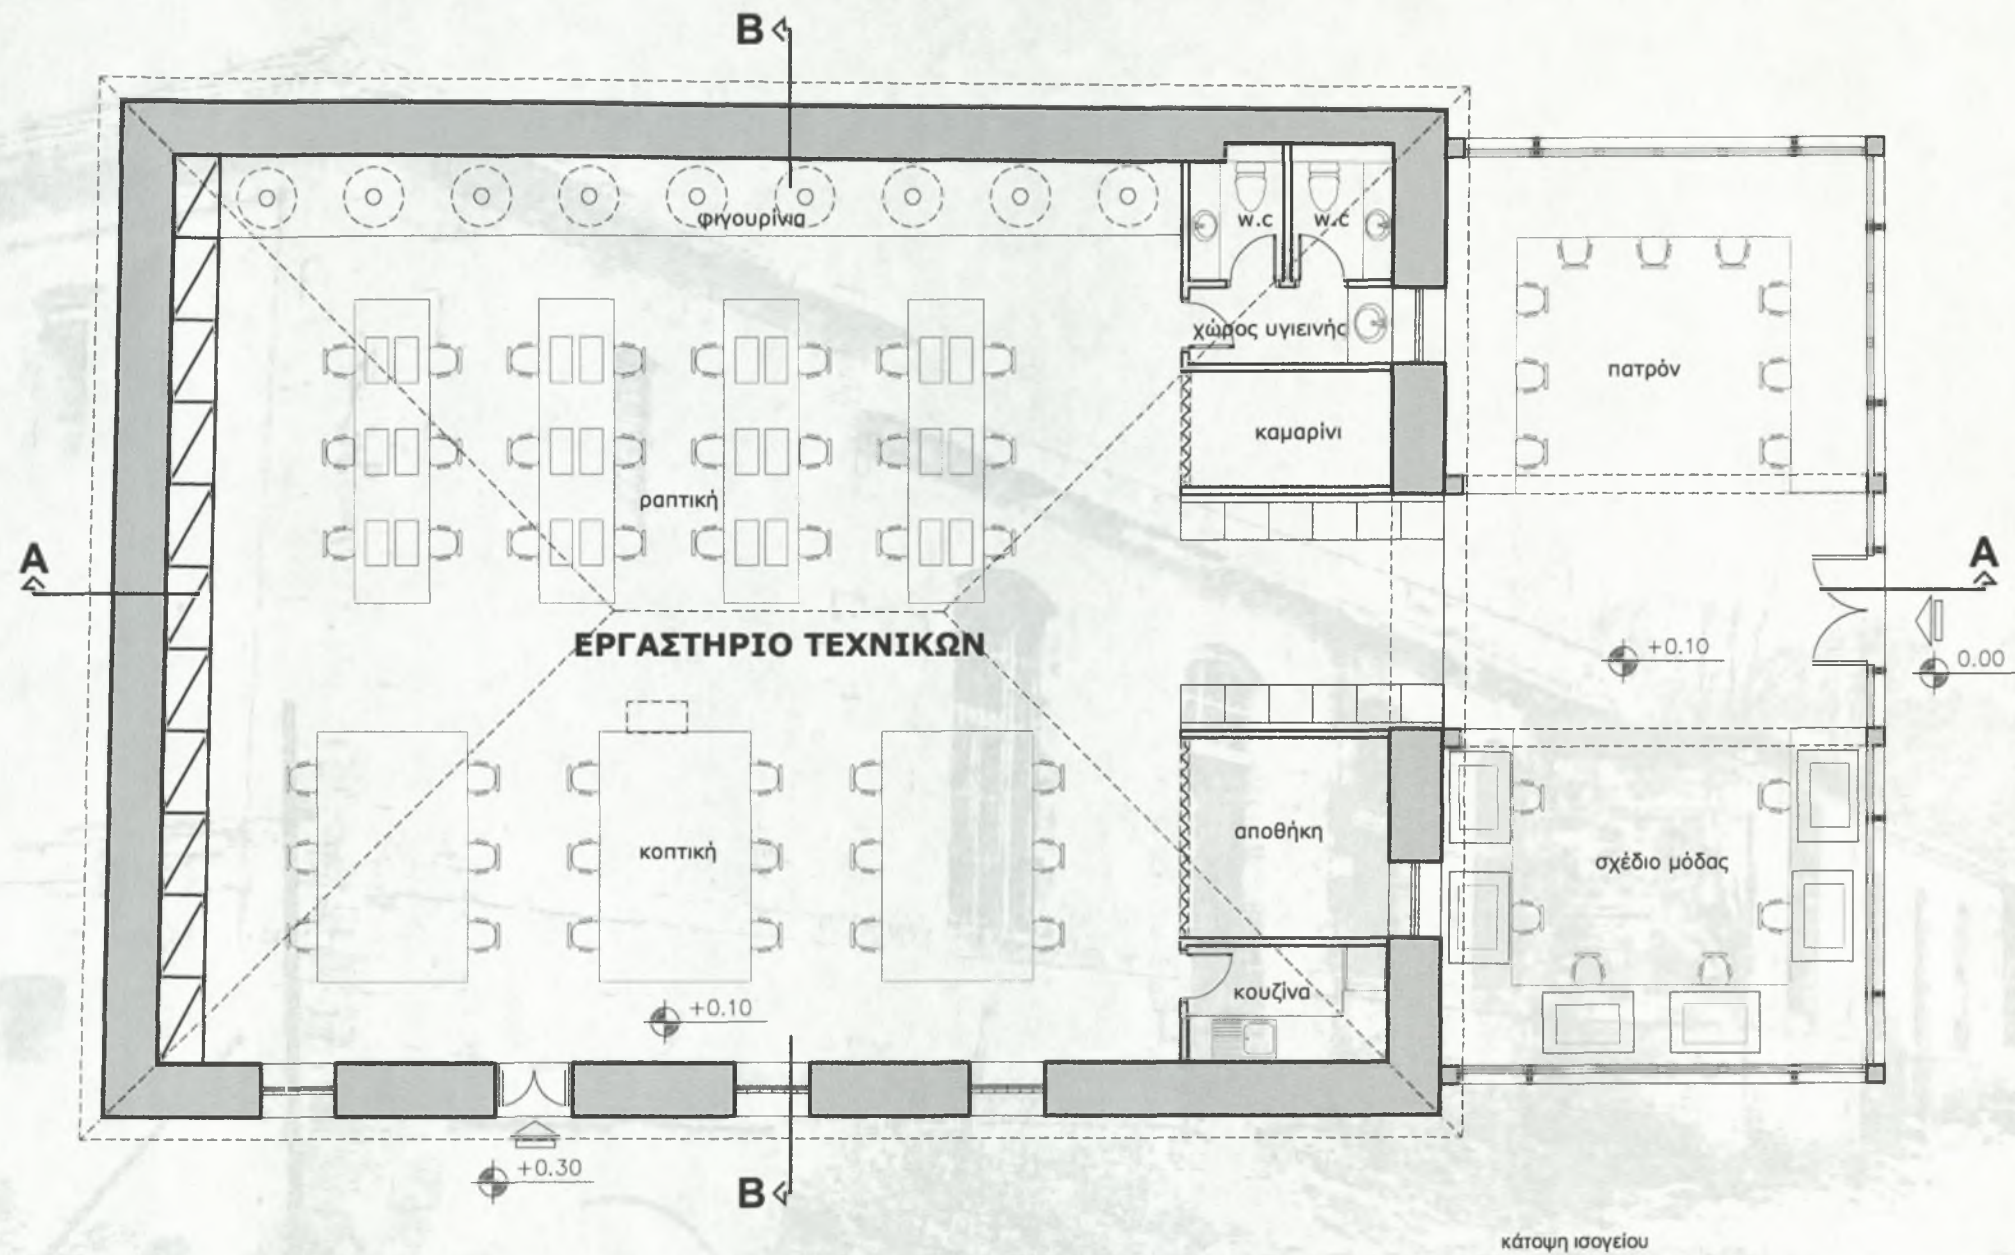 B
φιγουρίνια
w.c w.c
χώρος υγιεινής
πατρόν
καμαρίνι
ραπτική
A
A
ΕΡΓΑΣΤΗΡΙΟ ΤΕΧΝΙΚΩΝ
+0.10
0.00
κοπτική
αποθήκη
σχέδιο μόδας
κουζίνα
+0.10
+0.30
B
κάτοψη ισογείου